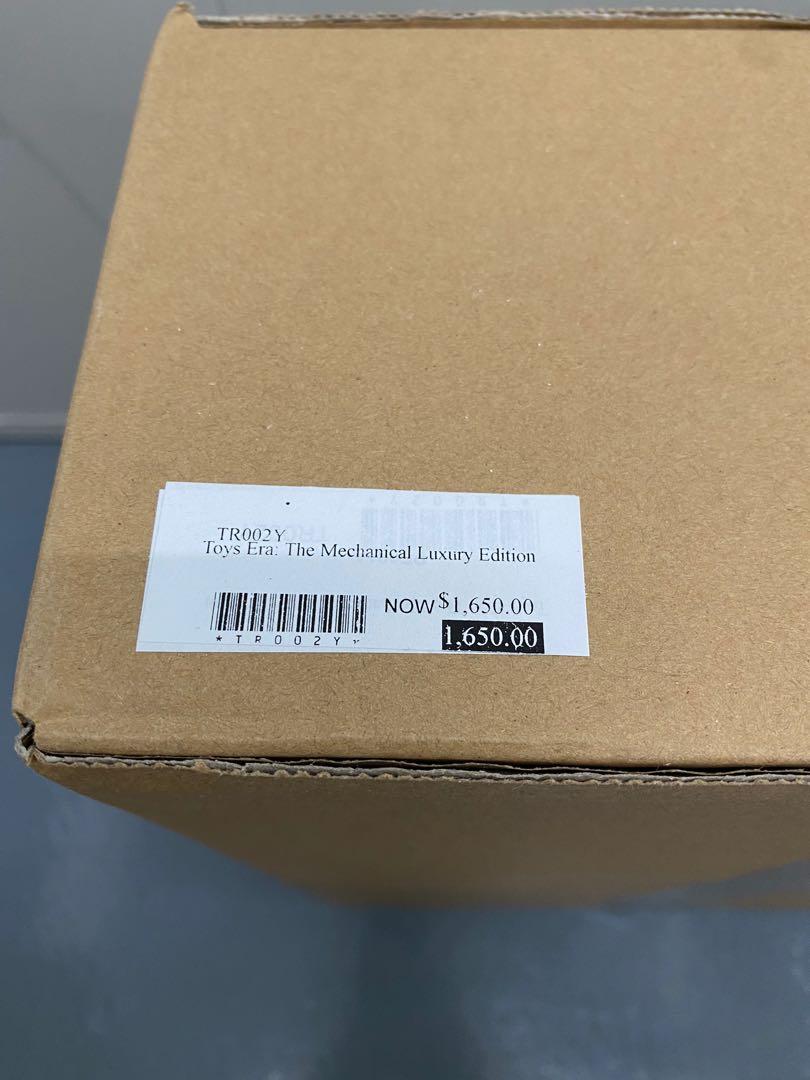 TR002Y
Toys Era: The Mechanical Luxury Edition
NOW $1,650.00
*TR002Y*
1,650.00